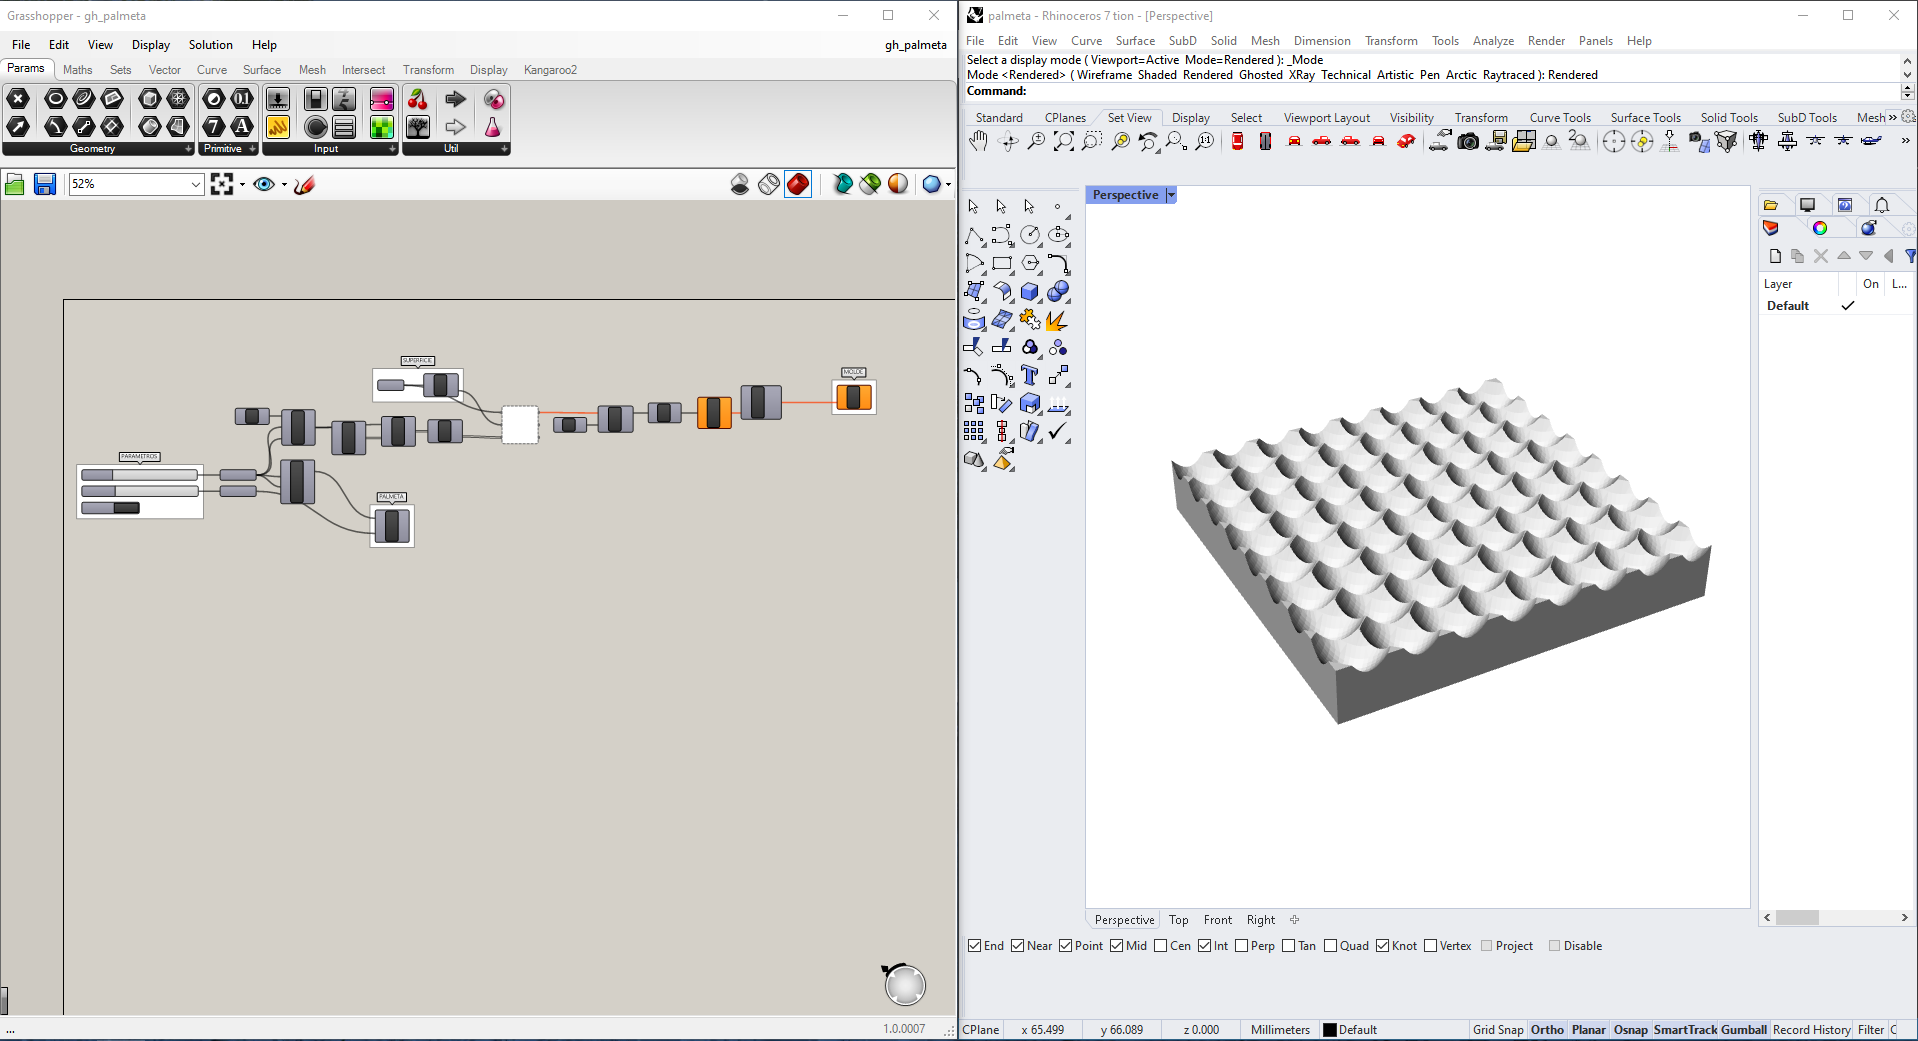 Grasshopper - gh_palmeta
File Edit View Display Solution Help gh_palmeta
Params Maths Sets Vector Curve Surface Mesh Intersect Transform Display Kangaroo2
Geometry Primitive Input Util
52%
SUPERFICIE
MOLDE
PARAMETROS
PALMETA
... 1.0.0007
palmeta - Rhinoceros 7 tion - [Perspective]
File Edit View Curve Surface SubD Solid Mesh Dimension Transform Tools Analyze Render Panels Help
Select a display mode ( Viewport=Active Mode=Rendered ): _Mode
Mode <Rendered> ( Wireframe Shaded Rendered Ghosted XRay Technical Artistic Pen Arctic Raytraced ): Rendered
Command:
Standard CPlanes Set View Display Select Viewport Layout Visibility Transform Curve Tools Surface Tools Solid Tools SubD Tools Mesh »
Perspective
Layer On L...
Default
Perspective Top Front Right
End Near Point Mid Cen Int Perp Tan Quad Knot Vertex Project Disable
CPlane x 65.499 y 66.089 z 0.000 Millimeters Default Grid Snap Ortho Planar Osnap SmartTrack Gumball Record History Filter C